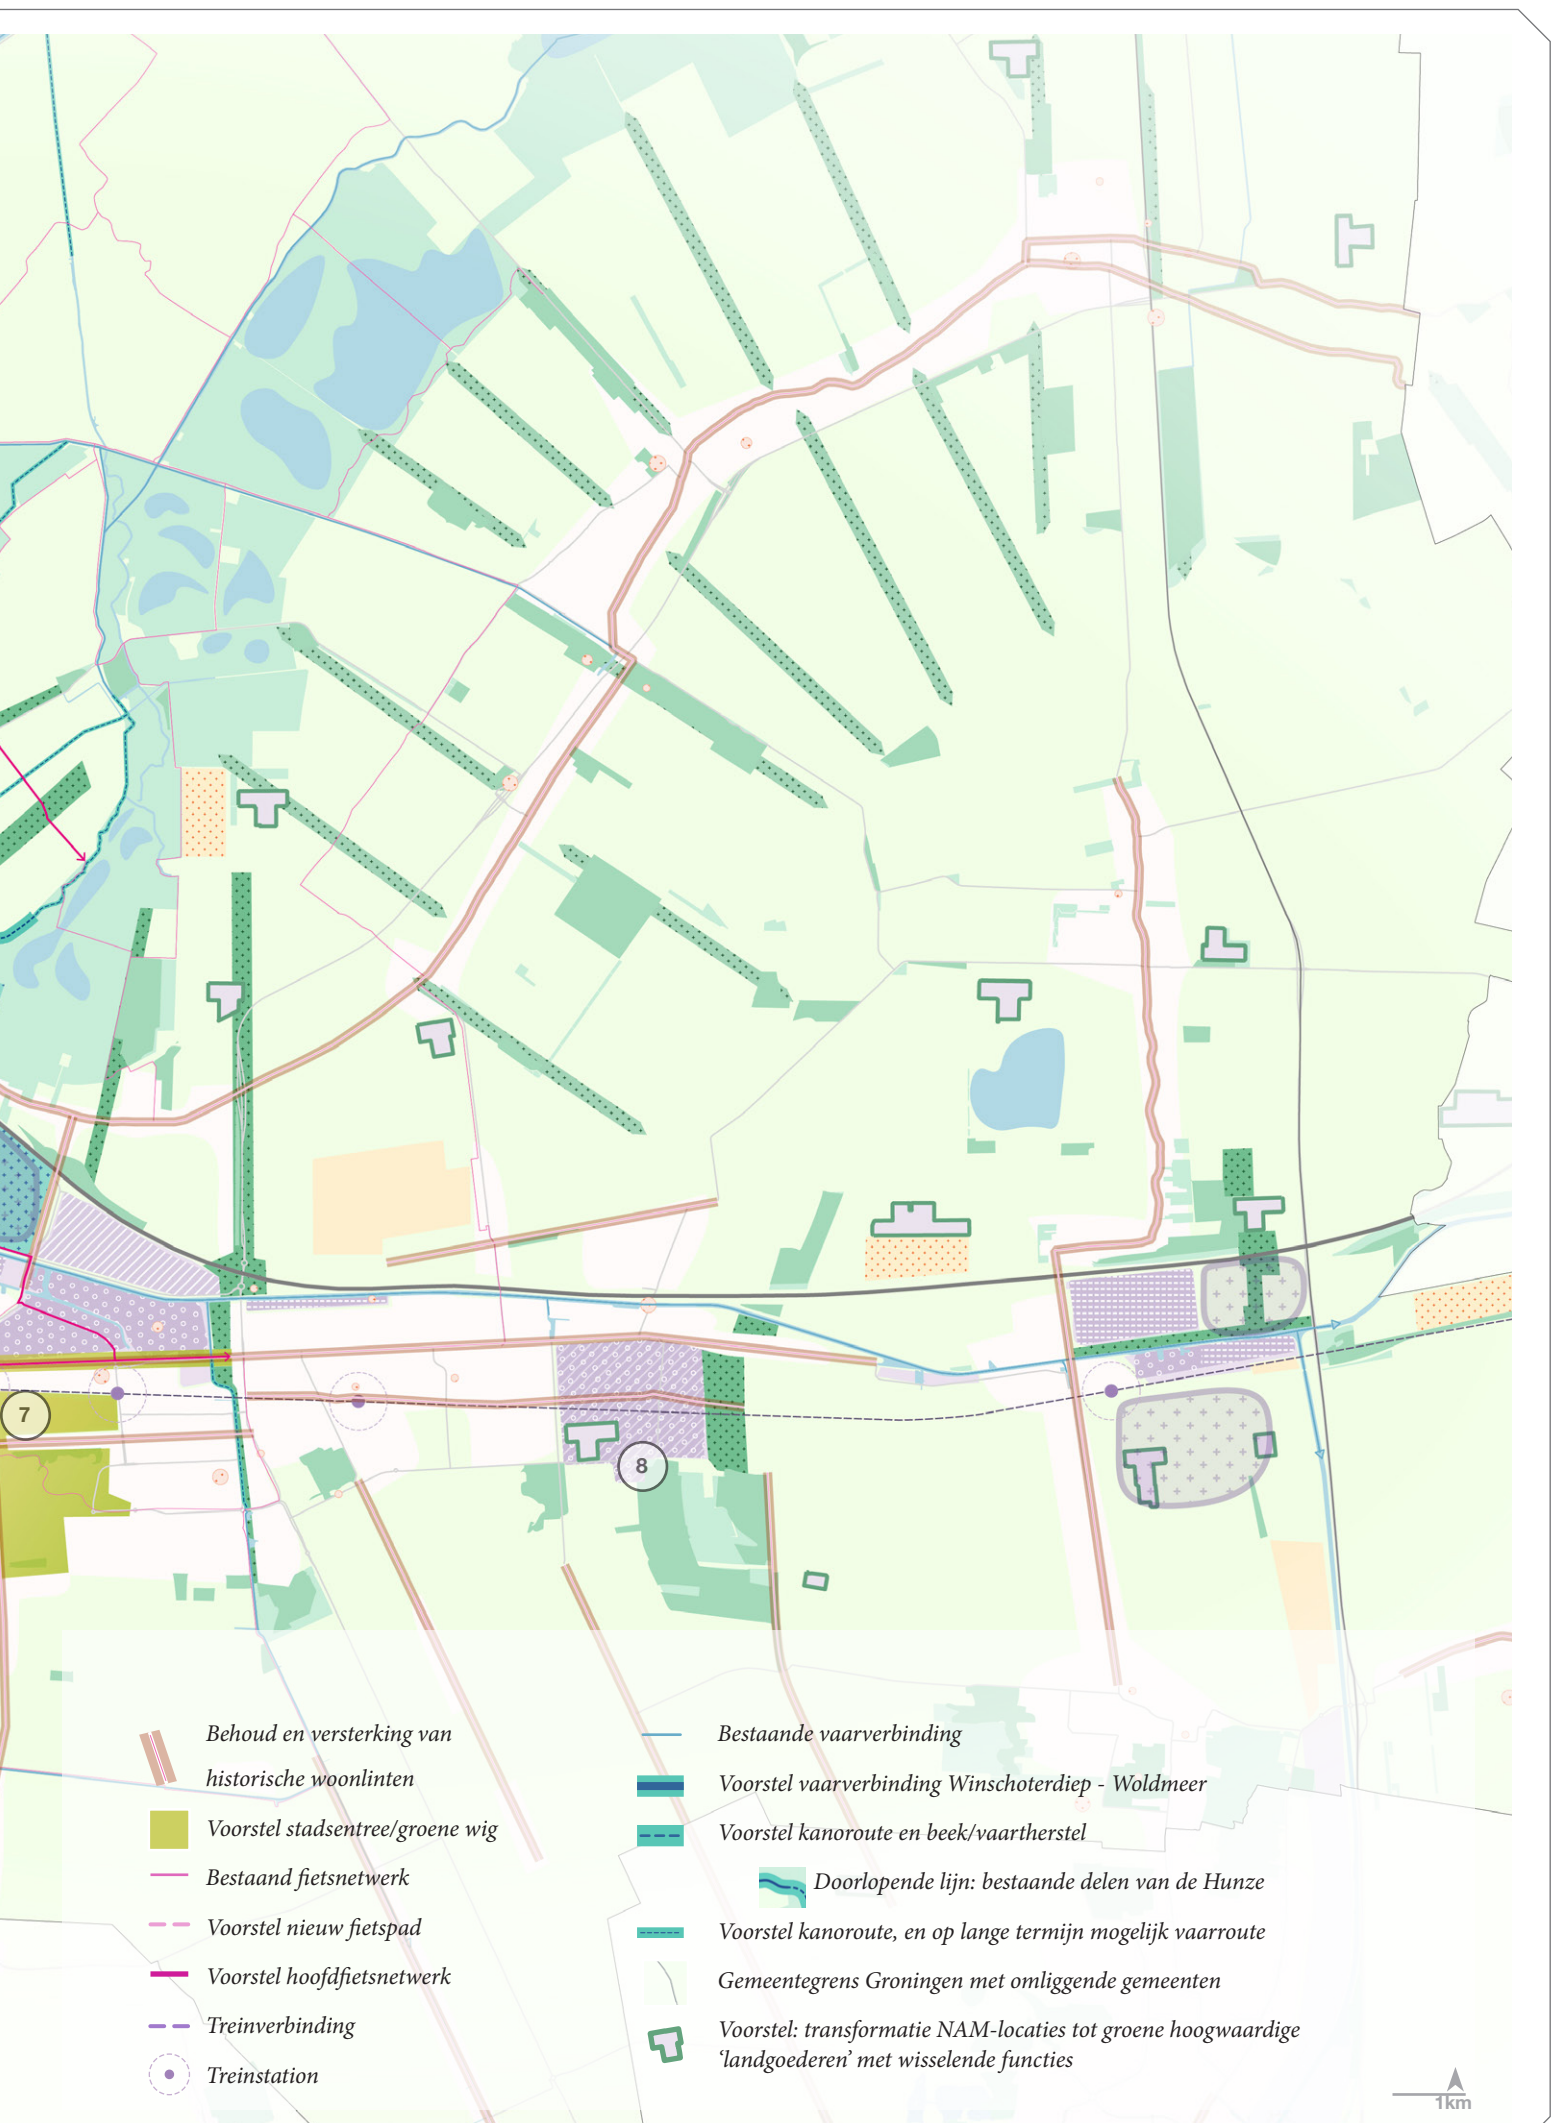 7
8
Behoud en versterking van
historische woonlinten
Voorstel stadsentree/groene wig
Bestaand fietsnetwerk
Voorstel nieuw fietspad
Voorstel hoofdfietsnetwerk
Treinverbinding
Treinstation
Bestaande vaarverbinding
Voorstel vaarverbinding Winschoterdiep - Woldmeer
Voorstel kanoroute en beek/vaartherstel
Doorlopende lijn: bestaande delen van de Hunze
Voorstel kanoroute, en op lange termijn mogelijk vaarroute
Gemeentegrens Groningen met omliggende gemeenten
Voorstel: transformatie NAM-locaties tot groene hoogwaardige
‘landgoederen’ met wisselende functies
1km